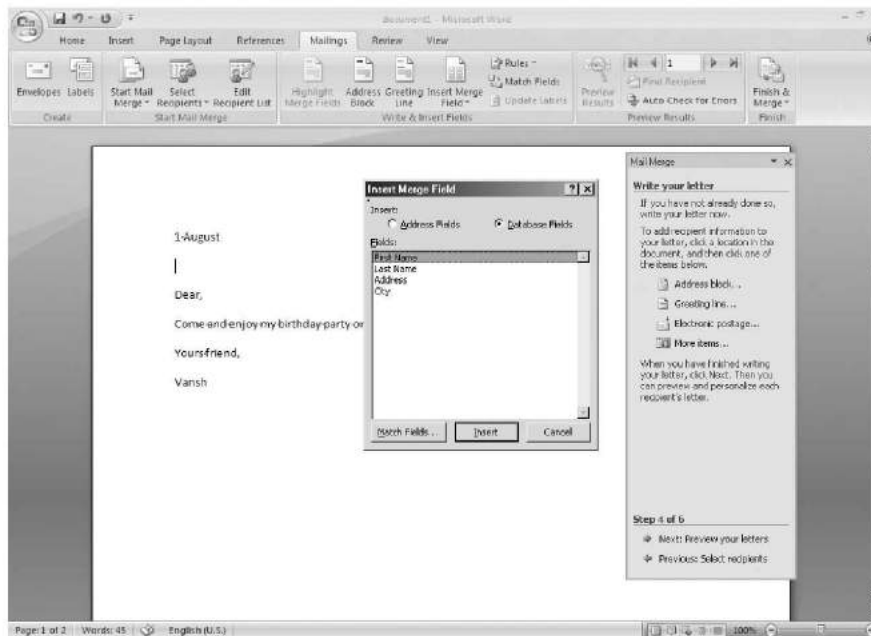 document1 - Microsoft Word
Home Insert Page Layout References Mailings Review View
Envelopes Labels
Create
Start Mail Merge
Select Recipients
Edit Recipient List
Start Mail Merge
Highlight Merge Fields
Address Block
Greeting Line
Insert Merge Field
Rules
Match Fields
Update Labels
Write & Insert Fields
Preview Results
1
Find Recipient
Auto Check for Errors
Preview Results
Finish & Merge
Finish
1-August
Dear,
Come and enjoy my birthday party on
Yours friend,
Vansh
Insert Merge Field
Insert:
Address Fields Database Fields
Fields:
First Name
Last Name
Address
City
Match Fields... Insert Cancel
Mail Merge
Write your letter
If you have not already done so,
write your letter now.
To add recipient information to
your letter, click a location in the
document, and then click one of
the items below.
Address block...
Greeting line...
Electronic postage...
More items...
When you have finished writing
your letter, click Next. Then you
can preview and personalize each
recipient's letter.
Step 4 of 6
Next: Preview your letters
Previous: Select recipients
Page: 1 of 2 Words: 45 English (U.S.) 100%